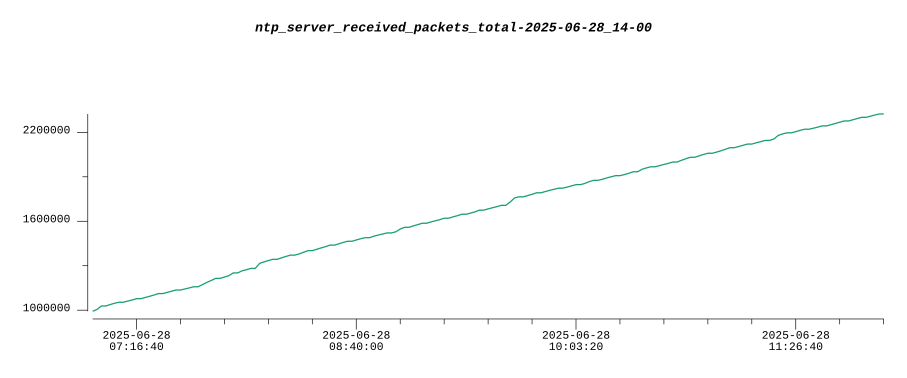 ntp_server_received_packets_total-2025-06-28_14-00
2200000
1600000
1000000
2025-06-28 2025-06-28 2025-06-28 2025-06-28
07:16:40 08:40:00 10:03:20 11:26:40